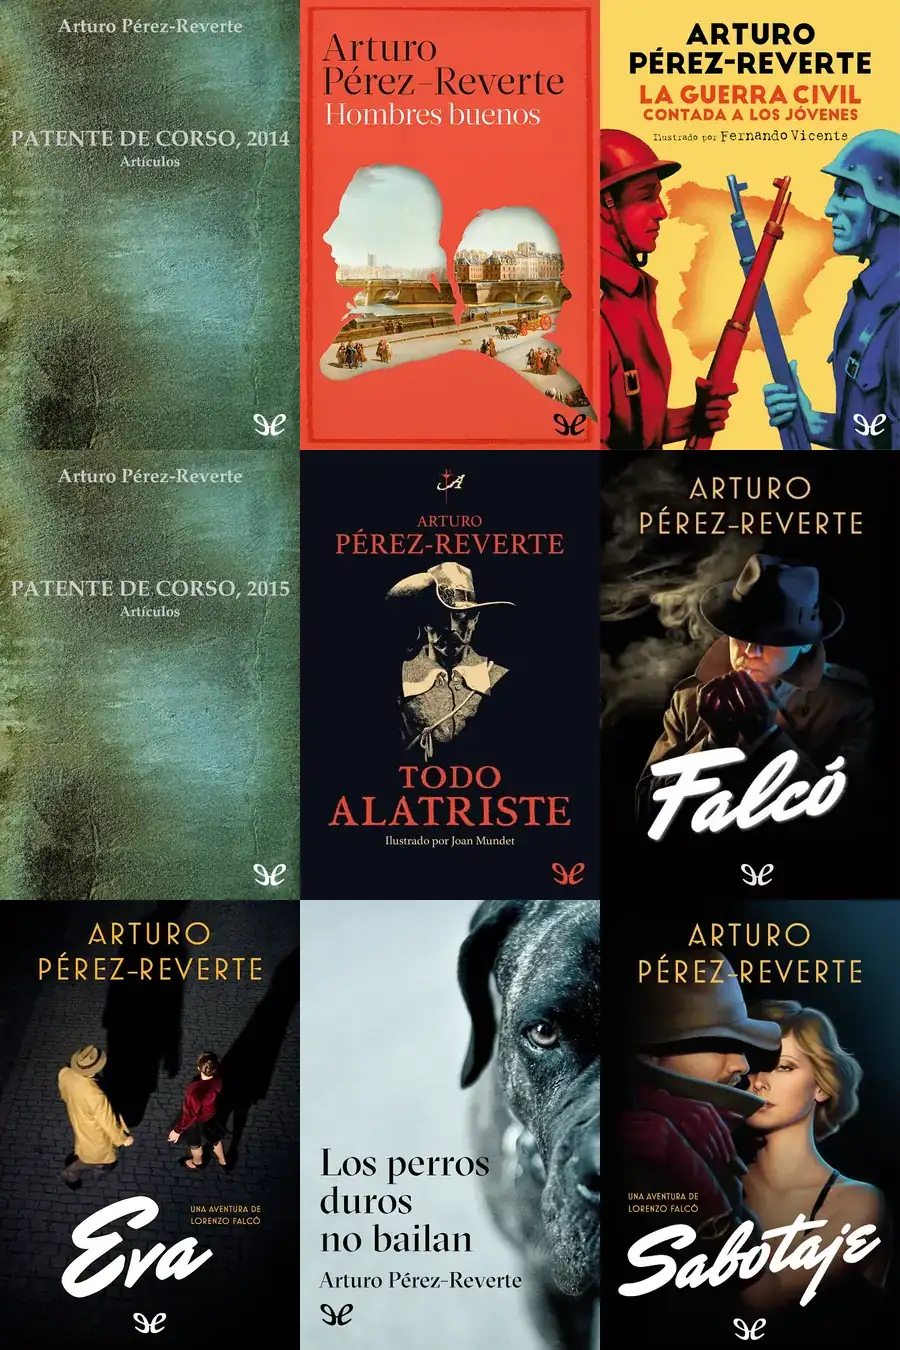 Arturo Pérez-Reverte
PATENTE DE CORSO, 2014
Artículos
Arturo
Pérez-Reverte
Hombres buenos
ARTURO
PÉREZ-REVERTE
LA GUERRA CIVIL
CONTADA A LOS JÓVENES
Ilustrado por Fernando Vicente
Arturo Pérez-Reverte
PATENTE DE CORSO, 2015
Artículos
ARTURO
PÉREZ-REVERTE
TODO
ALATRISTE
Ilustrado por Joan Mundet
ARTURO
PÉREZ-REVERTE
Falcó
ARTURO
PÉREZ-REVERTE
UNA AVENTURA DE
LORENZO FALCÓ
Eva
Los perros
duros
no bailan
Arturo Pérez-Reverte
ARTURO
PÉREZ-REVERTE
UNA AVENTURA DE
LORENZO FALCÓ
Sabotaje